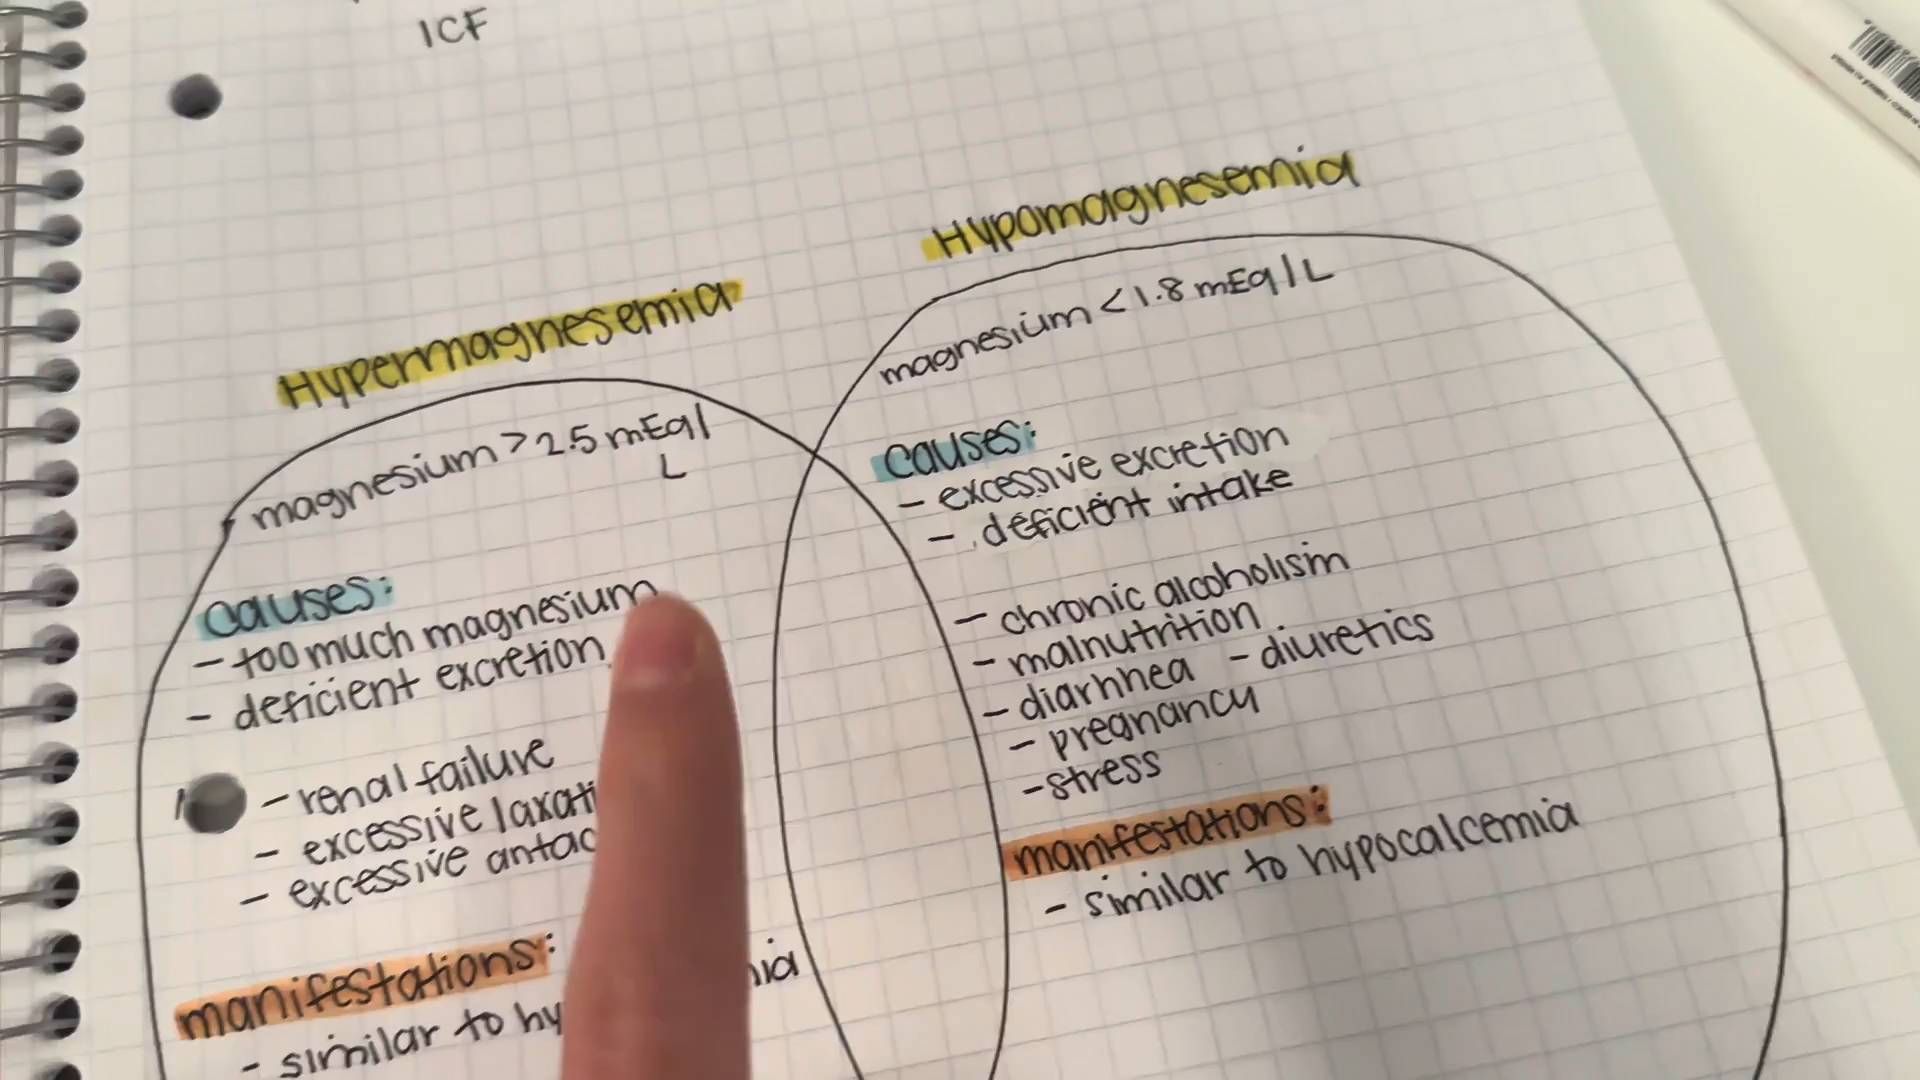 ICF
Hypermagnesemia
magnesium > 2.5 mEq/
L
causes:
- too much magnesium
- deficient excretion
- renal failure
- excessive
- excessive
manifestations:
- similar to
Hypomagnesemia
magnesium < 1.8 mEq/L
causes:
- excessive excretion
- deficient intake
- chronic alcoholism
- malnutrition
- diarhhea - diuretics
- pregnancy
- stress
manifestations:
- similar to hypocalcemia